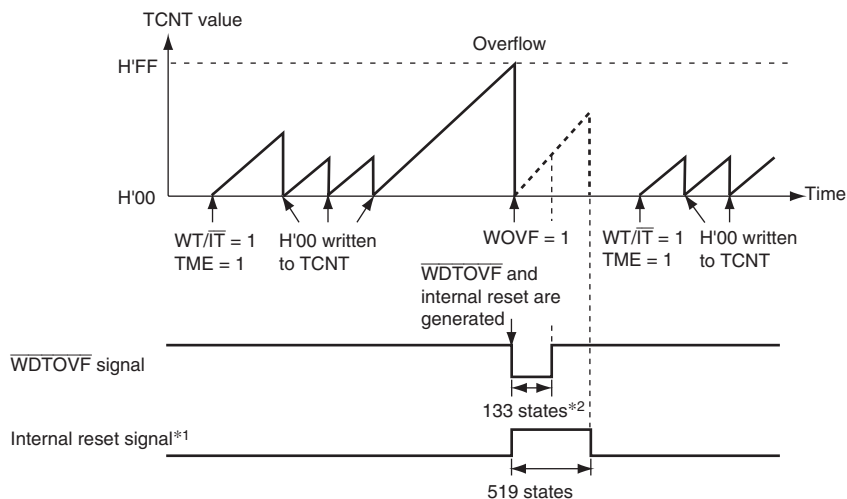 TCNT value
Overflow
H'FF
H'00
Time
WT/IT = 1
TME = 1
H'00 written
to TCNT
WOVF = 1
WT/IT = 1
TME = 1
H'00 written
to TCNT
WDTOVF and
internal reset are
generated
WDTOVF signal
133 states*2
Internal reset signal*1
519 states